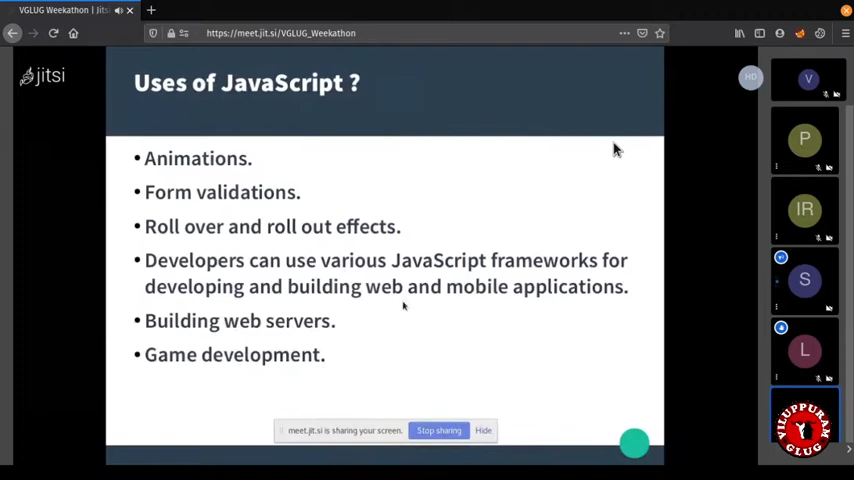 VGLUG Weekathon | Jits
https://meet.jit.si/VGLUG_Weekathon
jitsi
Uses of JavaScript ?
HD
• Animations.
• Form validations.
• Roll over and roll out effects.
• Developers can use various JavaScript frameworks for
developing and building web and mobile applications.
• Building web servers.
• Game development.
meet.jit.si is sharing your screen.
Stop sharing
Hide
V
P
IR
S
L
VILUPPURAM
GLUG